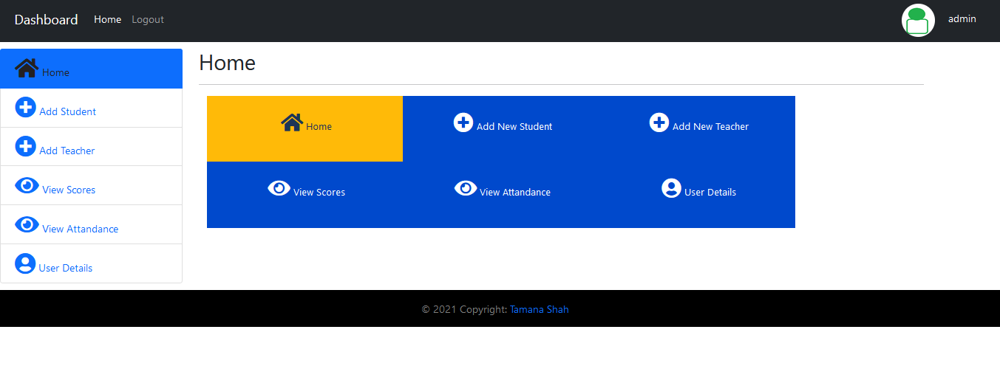 Dashboard Home Logout admin
Home
Home
Add Student
Add Teacher
View Scores
View Attandance
User Details
Home Add New Student Add New Teacher
View Scores View Attandance User Details
© 2021 Copyright: Tamana Shah